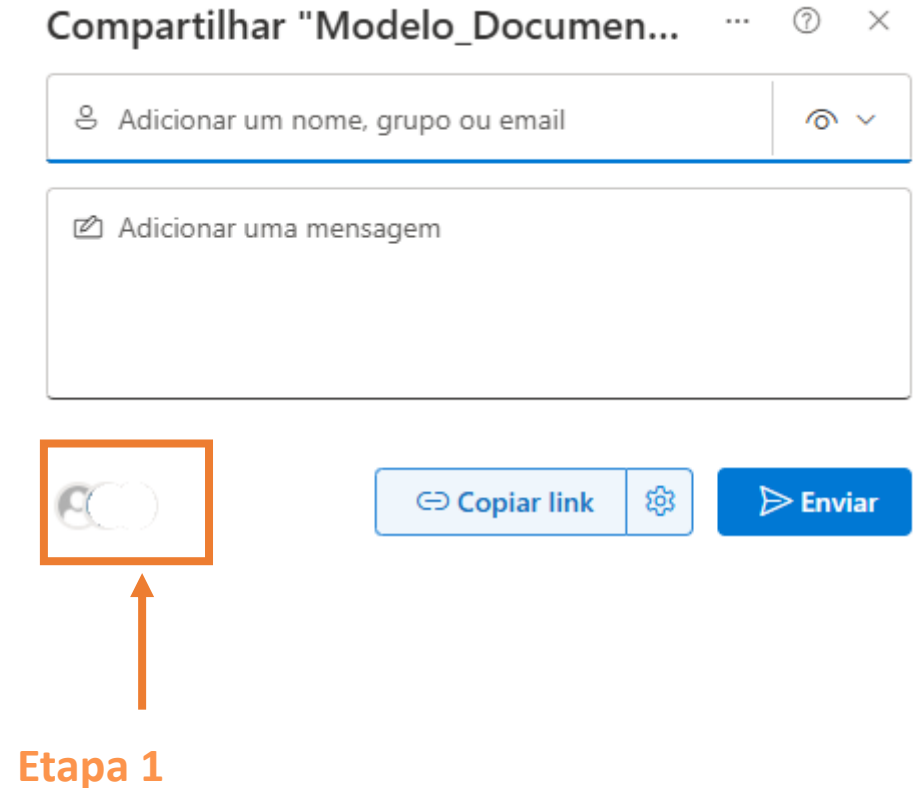 Compartilhar "Modelo_Documen...
Adicionar um nome, grupo ou email
Adicionar uma mensagem
Copiar link
Enviar
Etapa 1